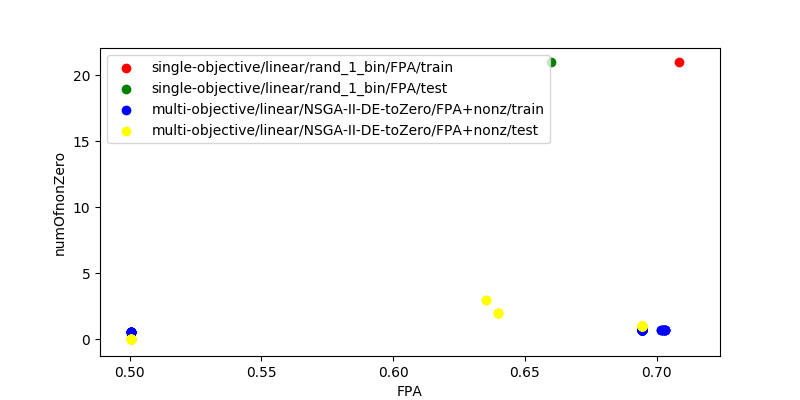 single-objective/linear/rand_1_bin/FPA/train
single-objective/linear/rand_1_bin/FPA/test
multi-objective/linear/NSGA-II-DE-toZero/FPA+nonz/train
multi-objective/linear/NSGA-II-DE-toZero/FPA+nonz/test
numOfnonZero
20
15
10
5
0
0.50 0.55 0.60 0.65 0.70
FPA